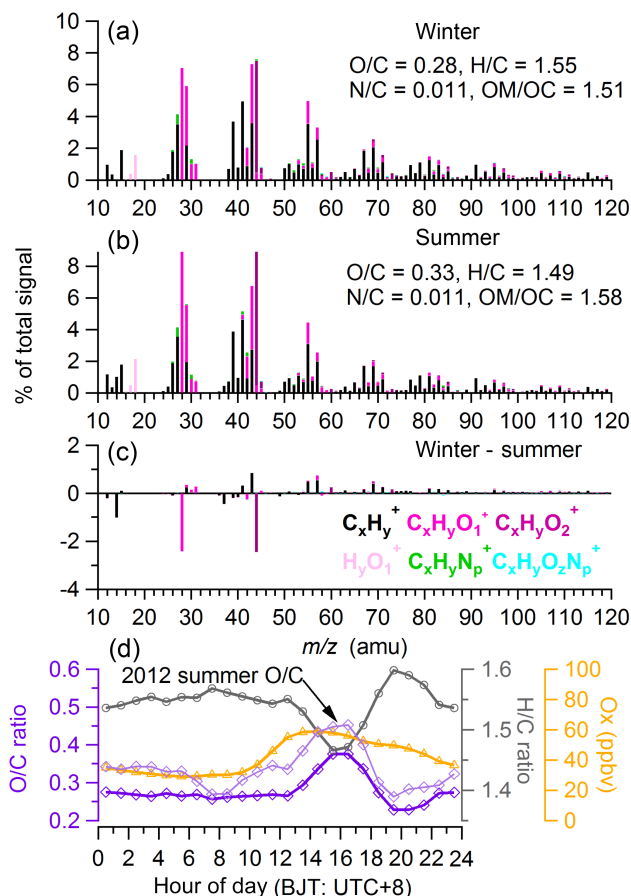 (a) Winter
O/C = 0.28, H/C = 1.55
N/C = 0.011, OM/OC = 1.51
10
8
6
4
2
0
10 20 30 40 50 60 70 80 90 100 110 120
(b) Summer
O/C = 0.33, H/C = 1.49
N/C = 0.011, OM/OC = 1.58
% of total signal
8
6
4
2
0
10 20 30 40 50 60 70 80 90 100 110 120
(c) Winter - summer
2
0
-2
-4
CxHy+ CxHyO1+ CxHyO2+
HyO1+ CxHyNp+ CxHyOzNp+
10 20 30 40 50 60 70 80 90 100 110 120
m/z (amu)
(d)
2012 summer O/C
O/C ratio
0.6
0.5
0.4
0.3
0.2
1.6
1.5
1.4
H/C ratio
100
80
60
40
20
0
Ox (ppbv)
0 2 4 6 8 10 12 14 16 18 20 22 24
Hour of day (BJT: UTC+8)